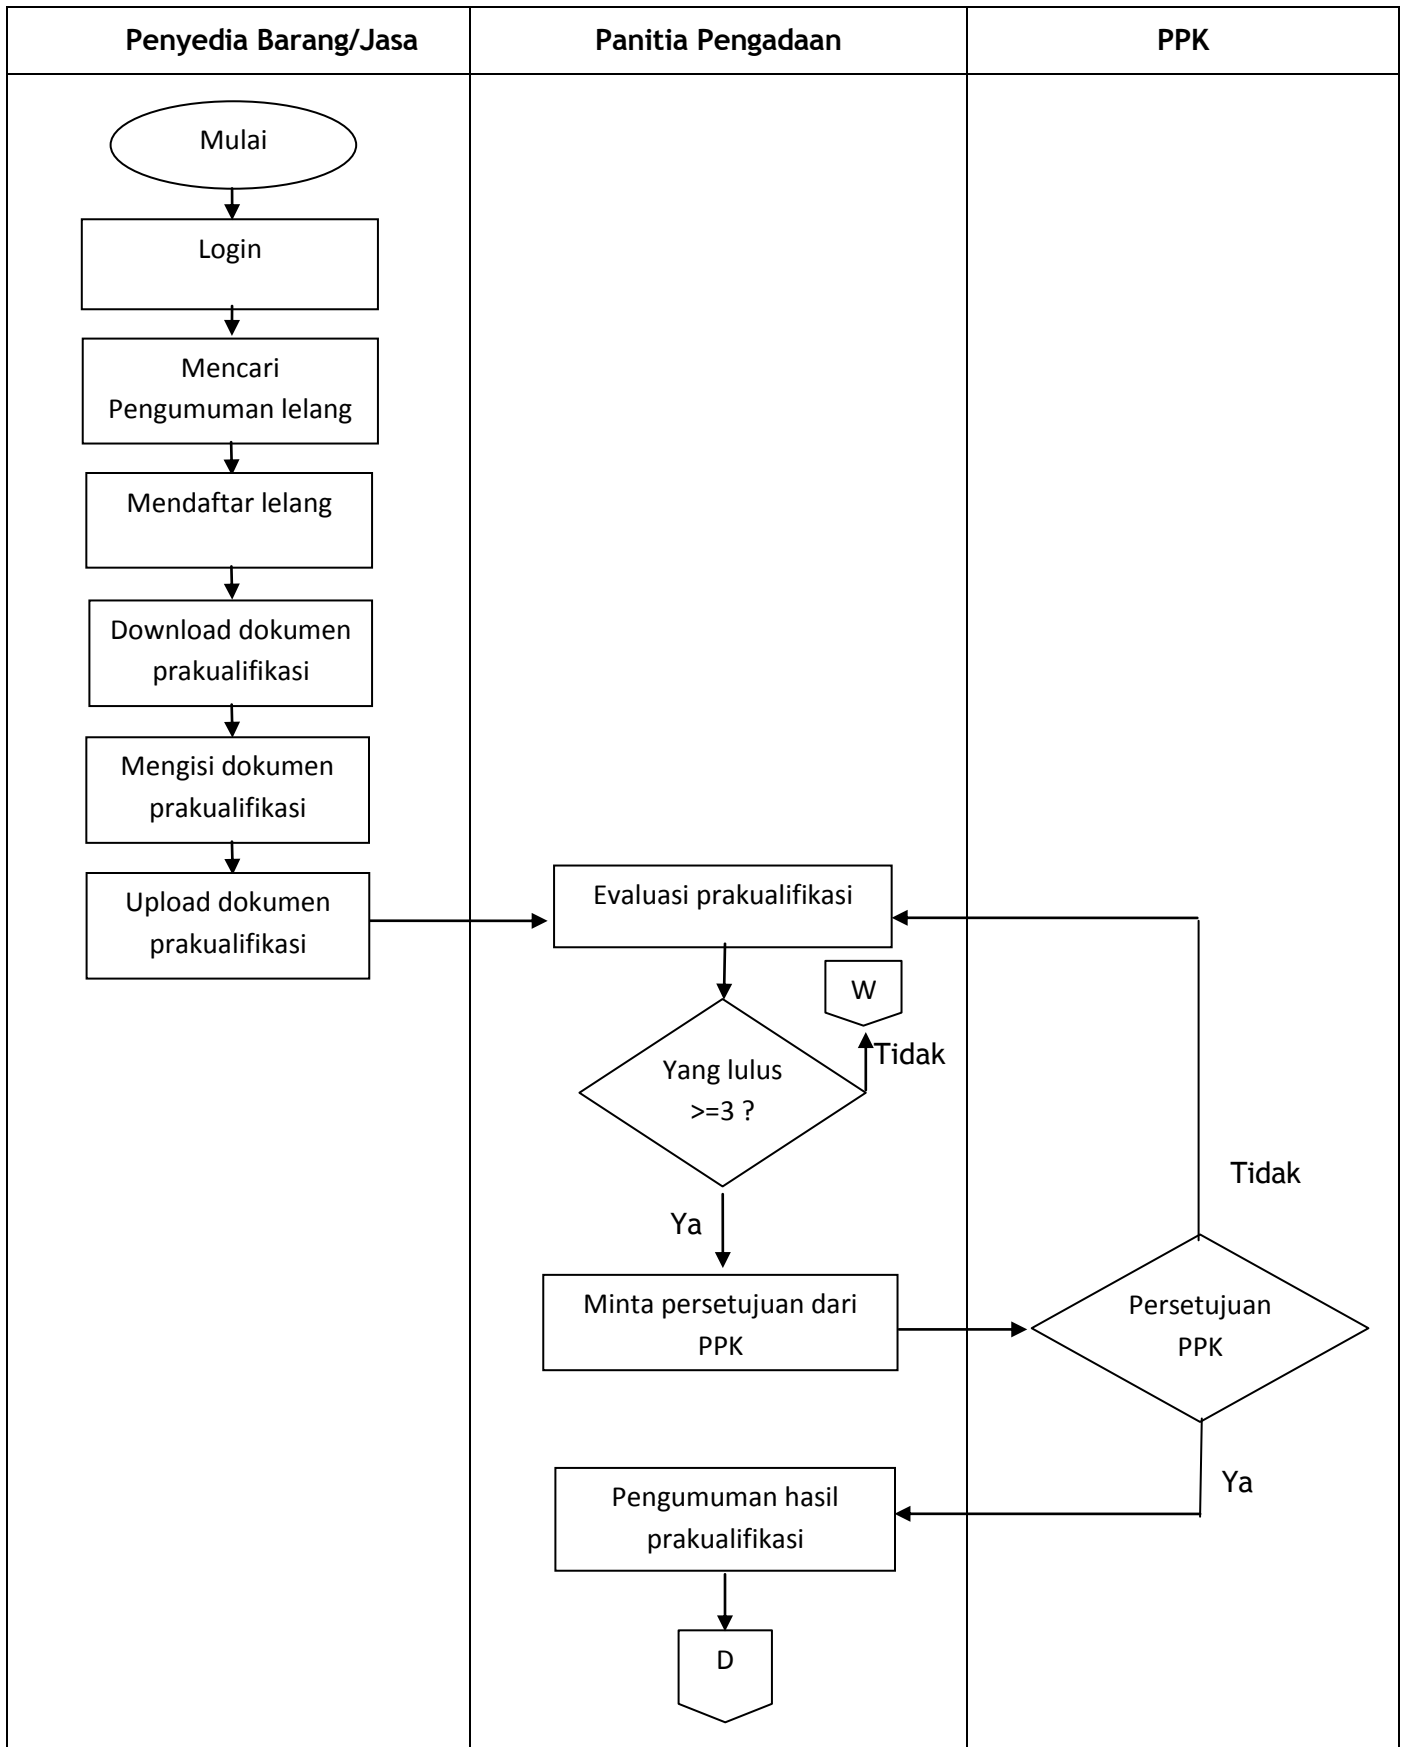 Penyedia Barang/Jasa
Panitia Pengadaan
PPK
Mulai
Login
Mencari
Pengumuman lelang
Mendaftar lelang
Download dokumen
prakualifikasi
Mengisi dokumen
prakualifikasi
Upload dokumen
prakualifikasi
Evaluasi prakualifikasi
W
Tidak
Yang lulus
>=3 ?
Ya
Minta persetujuan dari
PPK
Tidak
Persetujuan
PPK
Ya
Pengumuman hasil
prakualifikasi
D